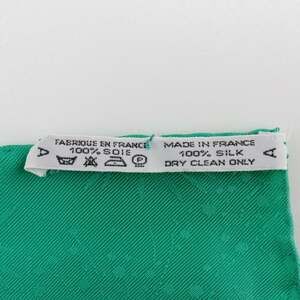 FABRIQUE EN FRANCE
100% SOIE
P
MADE IN FRANCE
100% SILK
DRY CLEAN ONLY
A
A